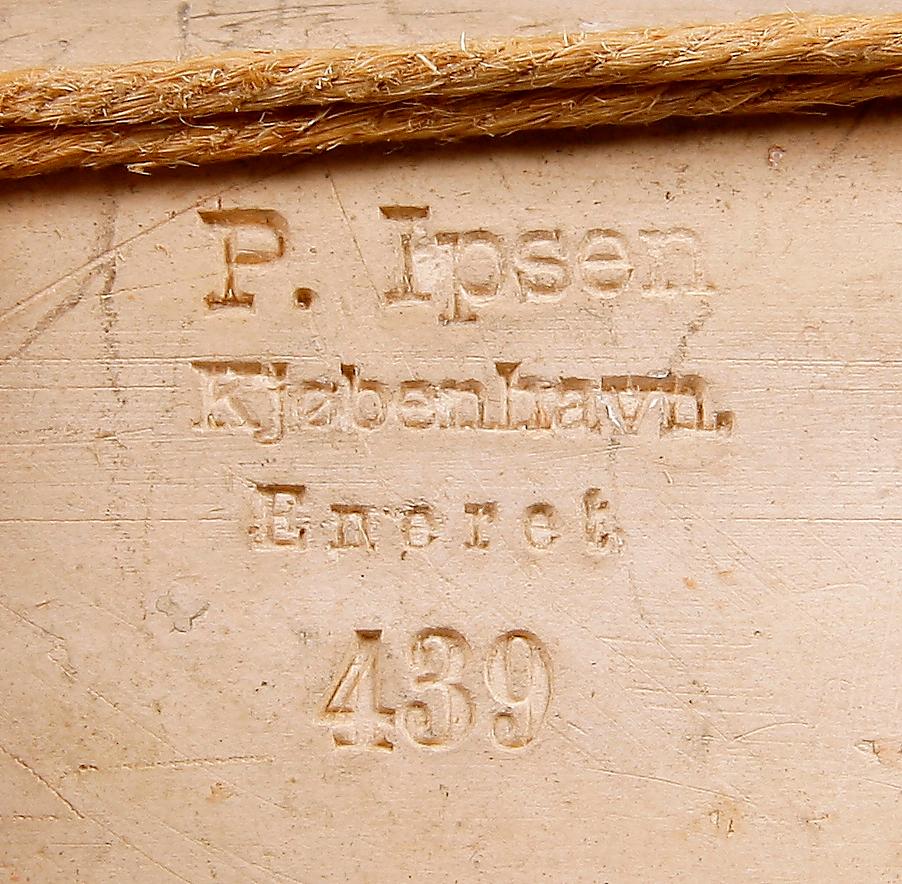 P. Ipsen
Kjøbenhavn.
Eneret
439